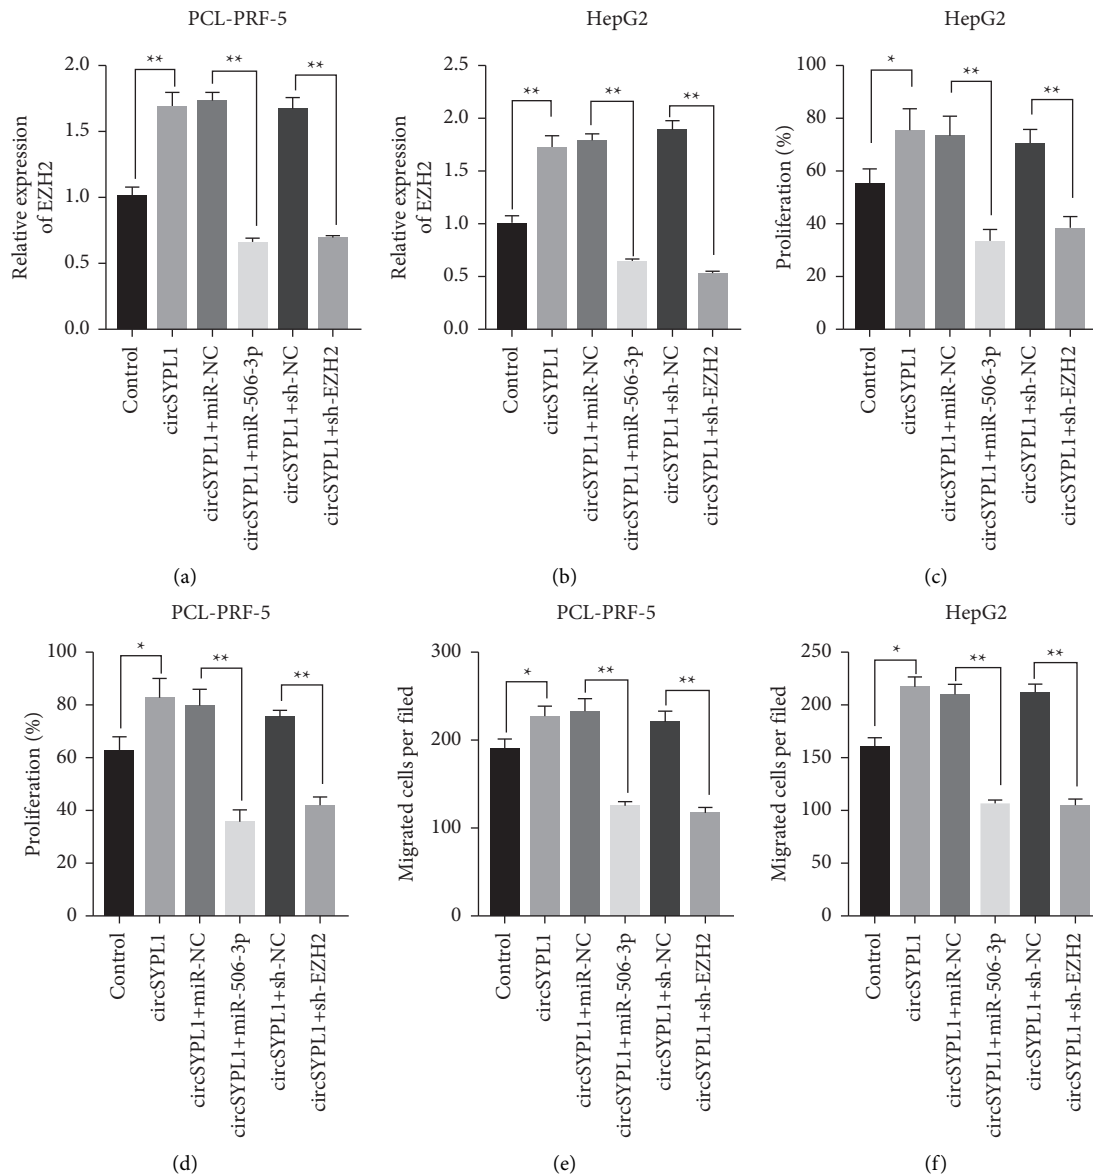 PCL-PRF-5
Relative expression
of EZH2
2.0
1.5
1.0
0.5
0.0
**
**
**
Control
circSYPL1
circSYPL1+miR-NC
circSYPL1+miR-506-3p
circSYPL1+sh-NC
circSYPL1+sh-EZH2
(a)
HepG2
Relative expression
of EZH2
2.5
2.0
1.5
1.0
0.5
0.0
**
**
**
Control
circSYPL1
circSYPL1+miR-NC
circSYPL1+miR-506-3p
circSYPL1+sh-NC
circSYPL1+sh-EZH2
(b)
HepG2
Proliferation (%)
100
80
60
40
20
0
*
**
**
Control
circSYPL1
circSYPL1+miR-NC
circSYPL1+miR-506-3p
circSYPL1+sh-NC
circSYPL1+sh-EZH2
(c)
PCL-PRF-5
Proliferation (%)
100
80
60
40
20
0
*
**
**
Control
circSYPL1
circSYPL1+miR-NC
circSYPL1+miR-506-3p
circSYPL1+sh-NC
circSYPL1+sh-EZH2
(d)
PCL-PRF-5
Migrated cells per filed
300
200
100
0
*
**
**
Control
circSYPL1
circSYPL1+miR-NC
circSYPL1+miR-506-3p
circSYPL1+sh-NC
circSYPL1+sh-EZH2
(e)
HepG2
Migrated cells per filed
250
200
150
100
50
0
*
**
**
Control
circSYPL1
circSYPL1+miR-NC
circSYPL1+miR-506-3p
circSYPL1+sh-NC
circSYPL1+sh-EZH2
(f)